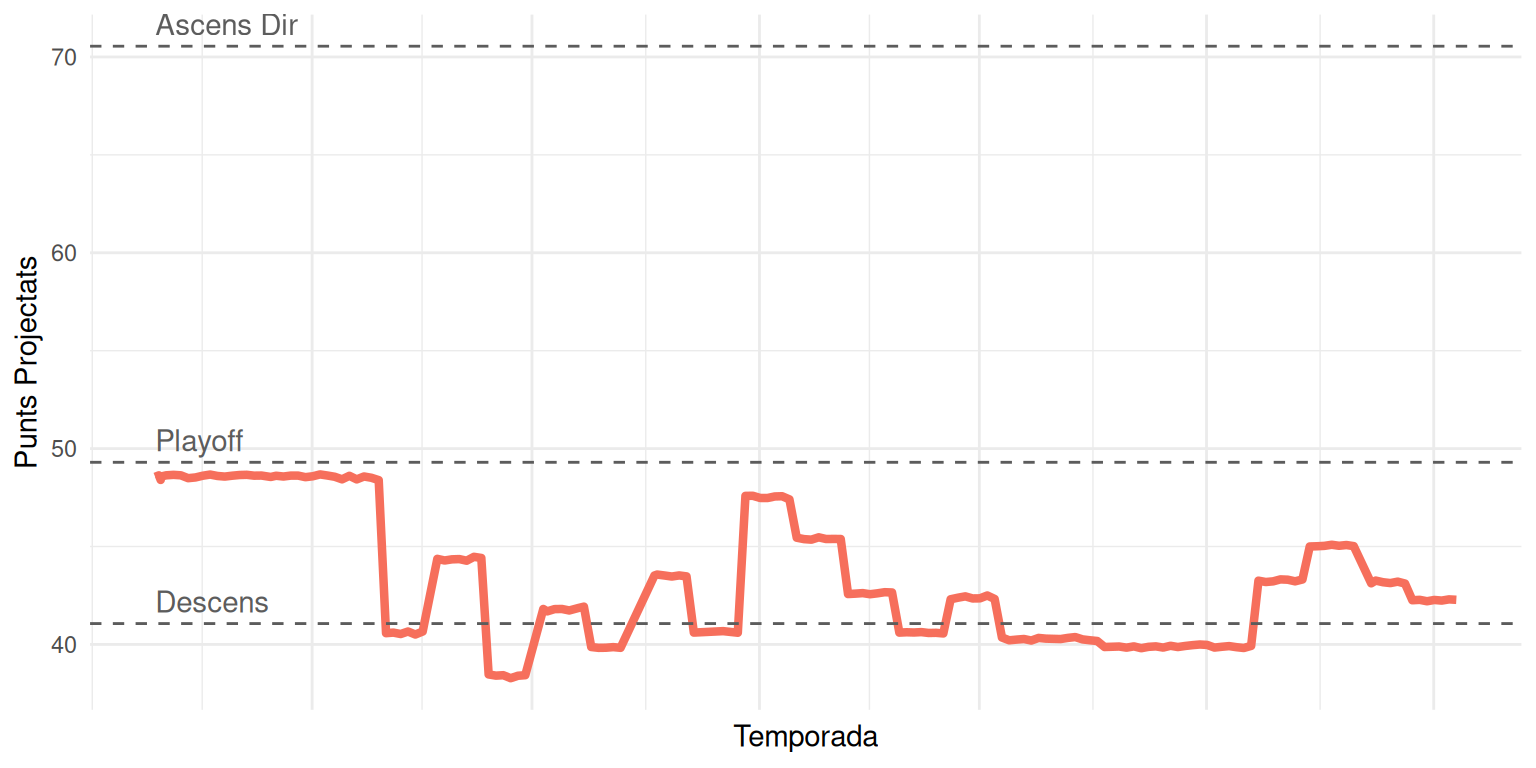 Ascens Dir
70
60
Punts Projectats
Playoff
50
Descens
40
Temporada